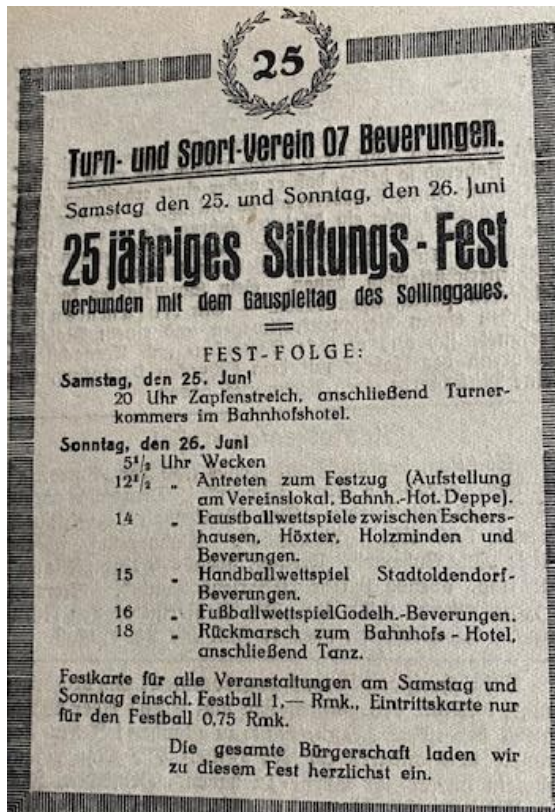 25
Turn- und Sport-Verein 07 Beverungen.
Samstag den 25. und Sonntag, den 26. Juni
25jähriges Stiftungs-Fest
verbunden mit dem Gauspieltag des Sollinggaues.
FEST-FOLGE:
Samstag, den 25. Juni
20 Uhr Zapfenstreich, anschließend Turner-
kommers im Bahnhofshotel.
Sonntag, den 26. Juni
5¹/₂ Uhr Wecken
12¹/₂ „ Antreten zum Festzug (Aufstellung
am Vereinslokal, Bahnh.-Hot. Deppe).
14 „ Faustballwettspiele zwischen Eschers-
hausen, Höxter, Holzminden und
Beverungen.
15 „ Handballwettspiel Stadtoldendorf-
Beverungen.
16 „ Fußballwettspiel Godelh.-Beverungen.
18 „ Rückmarsch zum Bahnhofs-Hotel,
anschließend Tanz.
Festkarte für alle Veranstaltungen am Samstag und
Sonntag einschl. Festball 1,— Rmk., Eintrittskarte nur
für den Festball 0,75 Rmk.
Die gesamte Bürgerschaft laden wir
zu diesem Fest herzlichst ein.